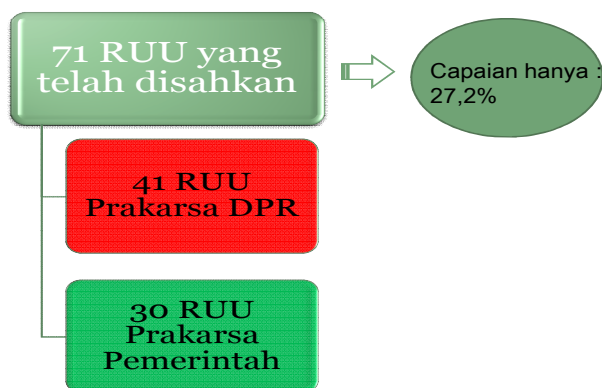 71 RUU yang
telah disahkan
Capaian hanya :
27,2%
41 RUU
Prakarsa DPR
30 RUU
Prakarsa
Pemerintah